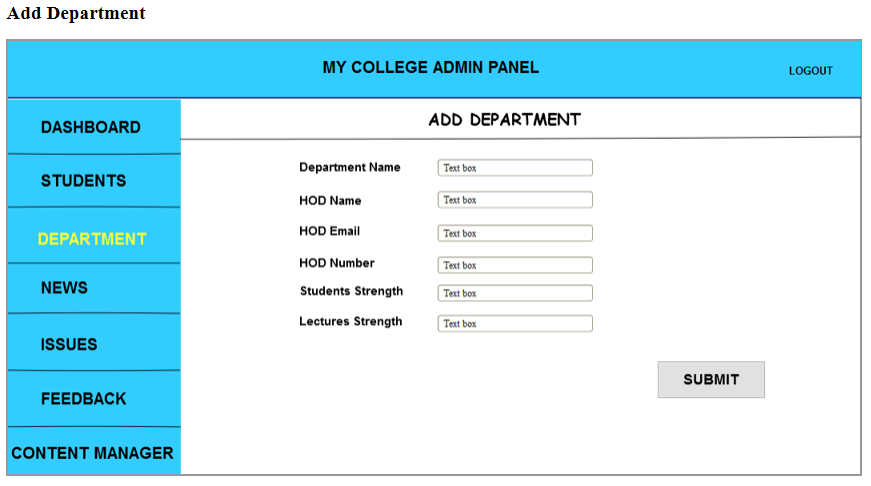 Add Department
MY COLLEGE ADMIN PANEL
LOGOUT
DASHBOARD
STUDENTS
DEPARTMENT
NEWS
ISSUES
FEEDBACK
CONTENT MANAGER
ADD DEPARTMENT
Department Name Text box
HOD Name Text box
HOD Email Text box
HOD Number Text box
Students Strength Text box
Lectures Strength Text box
SUBMIT